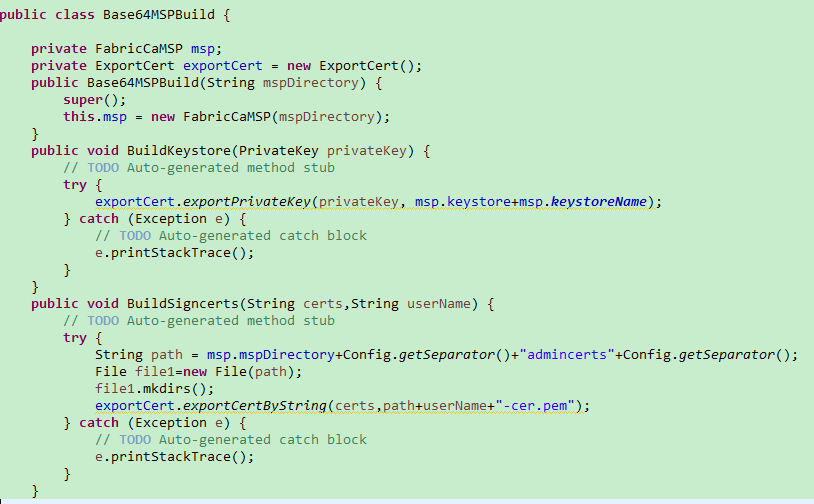 public class Base64MSPBuild {
private FabricCaMSP msp;
private ExportCert exportCert = new ExportCert();
public Base64MSPBuild(String mspDirectory) {
super();
this.msp = new FabricCaMSP(mspDirectory);
}
public void BuildKeystore(PrivateKey privateKey) {
// TODO Auto-generated method stub
try {
exportCert.exportPrivateKey(privateKey, msp.keystore+msp.keystoreName);
} catch (Exception e) {
// TODO Auto-generated catch block
e.printStackTrace();
}
}
public void BuildSigncerts(String certs,String userName) {
// TODO Auto-generated method stub
try {
String path = msp.mspDirectory+Config.getSeparator()+"admincerts"+Config.getSeparator();
File file1=new File(path);
file1.mkdirs();
exportCert.exportCertByString(certs,path+userName+"-cer.pem");
} catch (Exception e) {
// TODO Auto-generated catch block
e.printStackTrace();
}
}